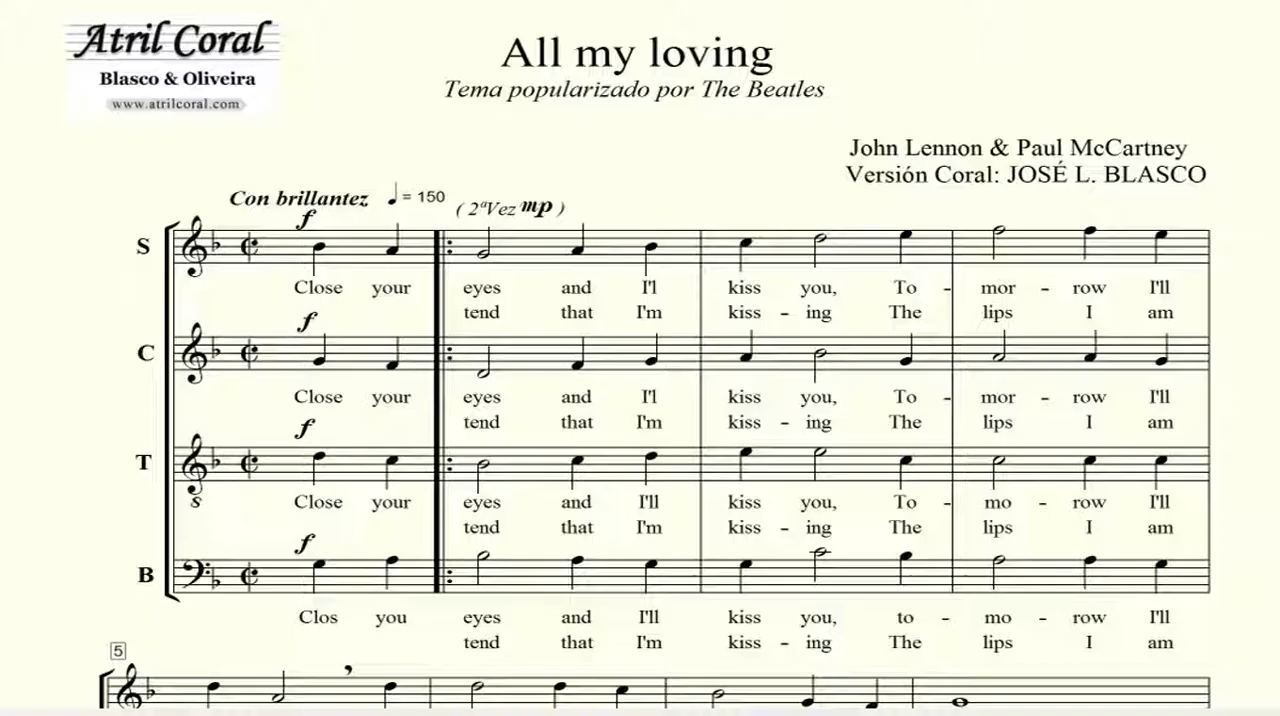 Atril Coral
Blasco & Oliveira
www.atrilcoral.com
All my loving
Tema popularizado por The Beatles
John Lennon & Paul McCartney
Versión Coral: JOSÉ L. BLASCO
Con brillantez ♩ = 150 ( 2ªVez mp )
f
S
Close your eyes and I'l kiss you, To - mor - row I'll
tend that I'm kiss - ing The lips I am
f
C
Close your eyes and I'l kiss you, To - mor - row I'll
tend that I'm kiss - ing The lips I am
f
T
8
Close your eyes and I'll kiss you, To - mo - row I'll
tend that I'm kiss - ing The lips I am
f
B
Clos you eyes and I'll kiss you, to - mo - row I'll
tend that I'm kiss - ing The lips I am
5